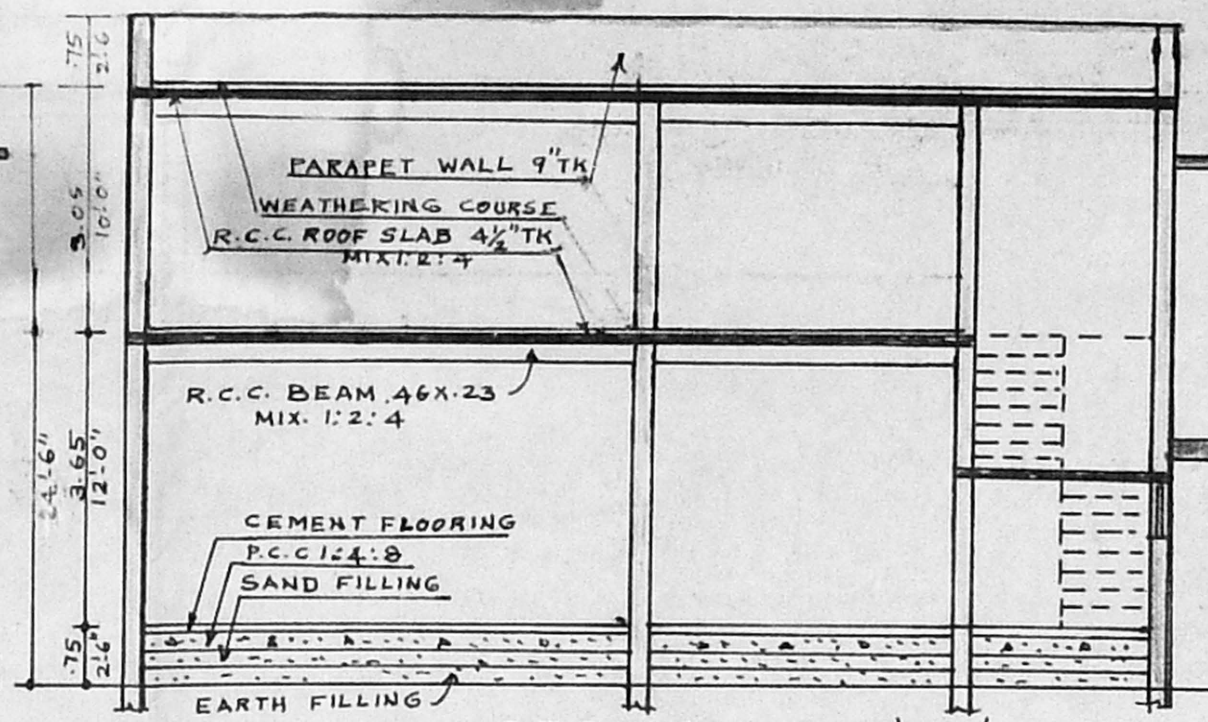 .75
2'.6
PARAPET WALL 9"TK
WEATHERING COURSE
R.C.C. ROOF SLAB 4½"TK
MIX 1:2:4
3.05
10'.0"
R.C.C. BEAM .46X.23
MIX. 1:2:4
24'.6"
3.65
12'.0"
CEMENT FLOORING
P.C.C 1:4:8
SAND FILLING
.75
2'.6"
EARTH FILLING